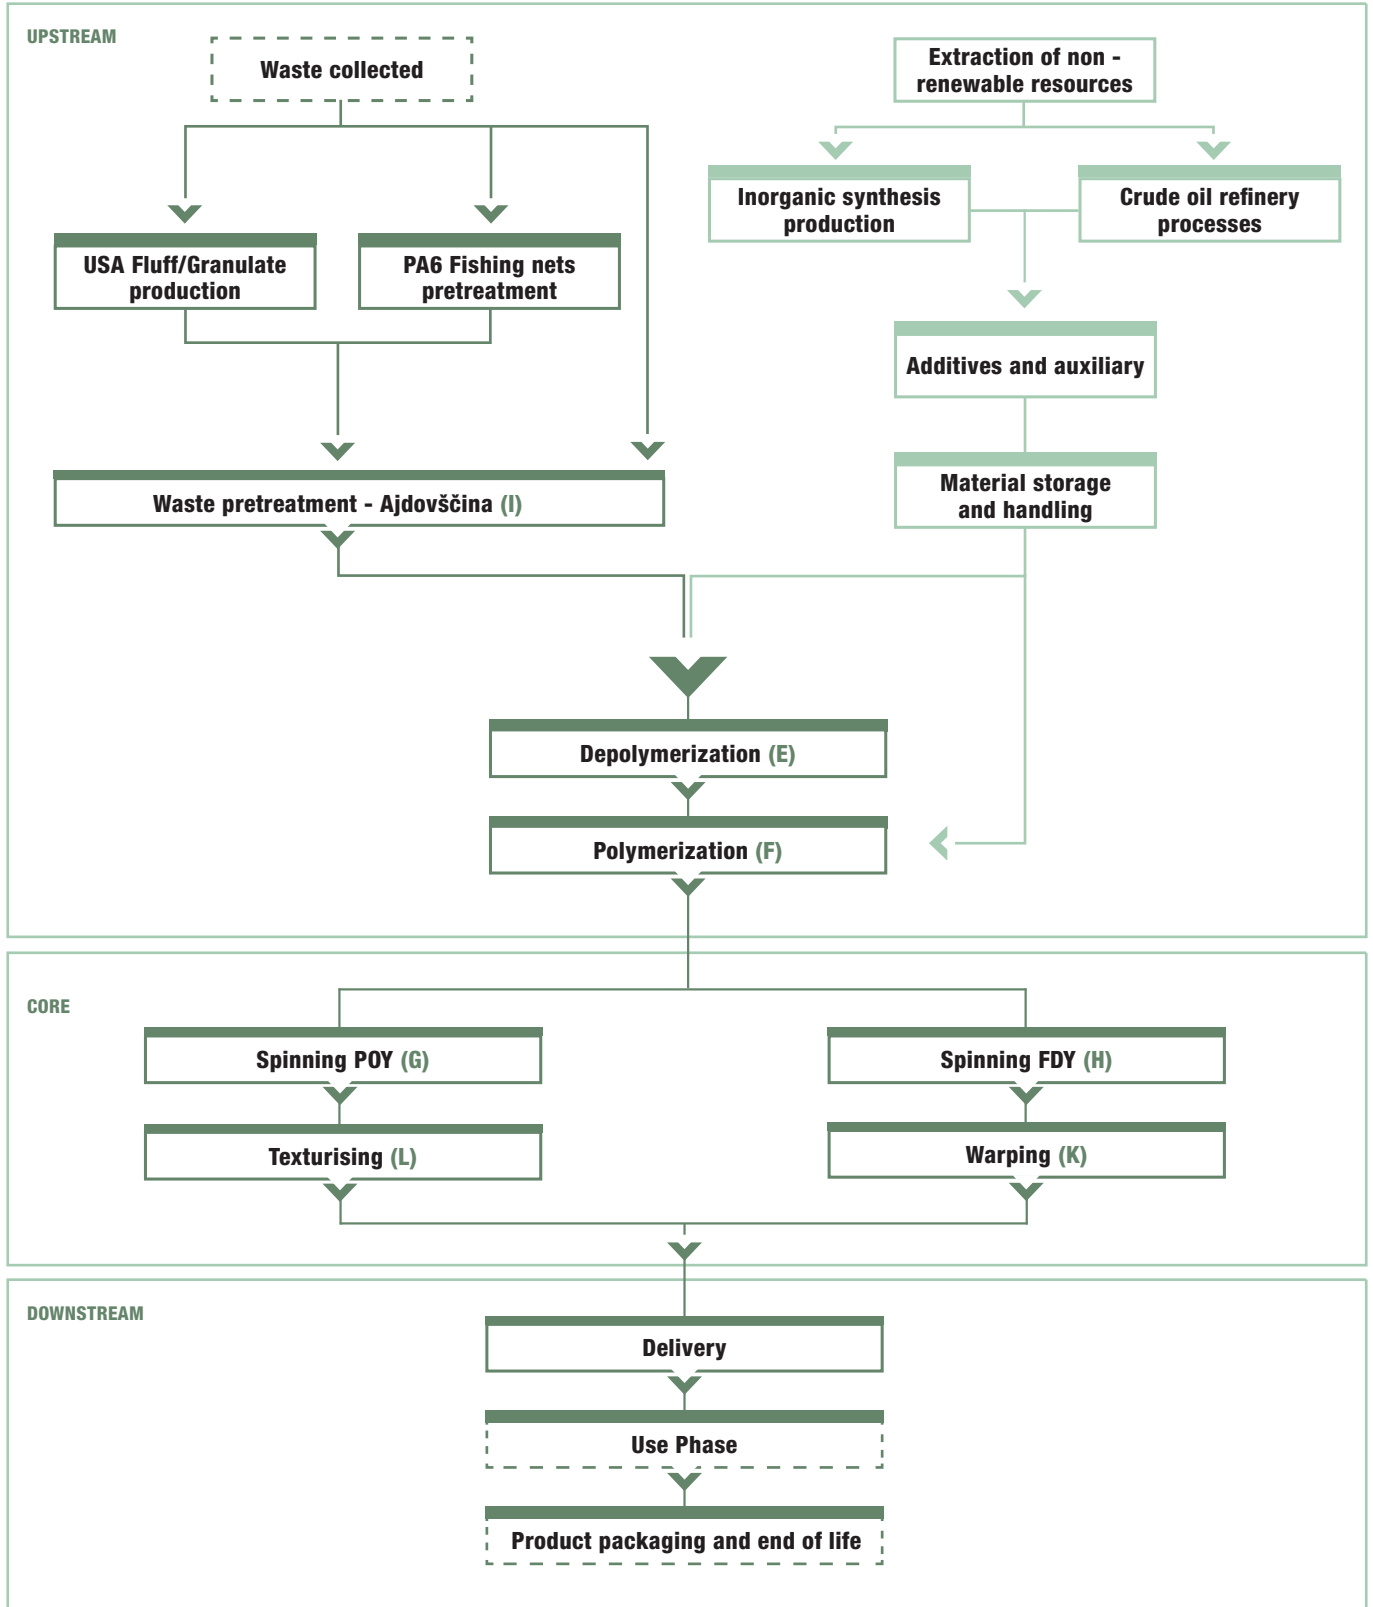 UPSTREAM
Waste collected
Extraction of non -
renewable resources
Inorganic synthesis
production
Crude oil refinery
processes
USA Fluff/Granulate
production
PA6 Fishing nets
pretreatment
Additives and auxiliary
Waste pretreatment - Ajdovščina (I)
Material storage
and handling
Depolymerization (E)
Polymerization (F)
CORE
Spinning POY (G)
Spinning FDY (H)
Texturising (L)
Warping (K)
DOWNSTREAM
Delivery
Use Phase
Product packaging and end of life